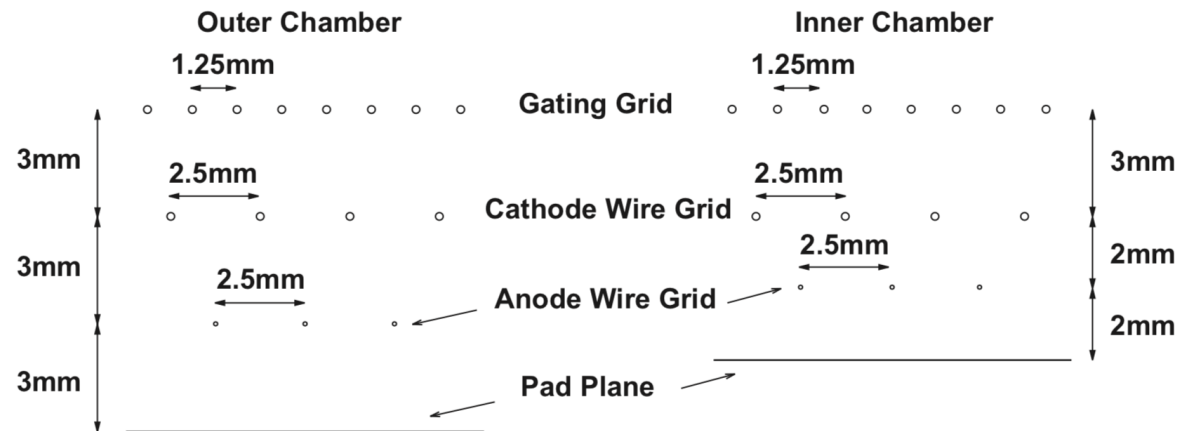 Outer Chamber
Inner Chamber
1.25mm
1.25mm
Gating Grid
3mm
3mm
2.5mm
2.5mm
Cathode Wire Grid
3mm
2.5mm
2.5mm
2mm
Anode Wire Grid
2mm
3mm
Pad Plane